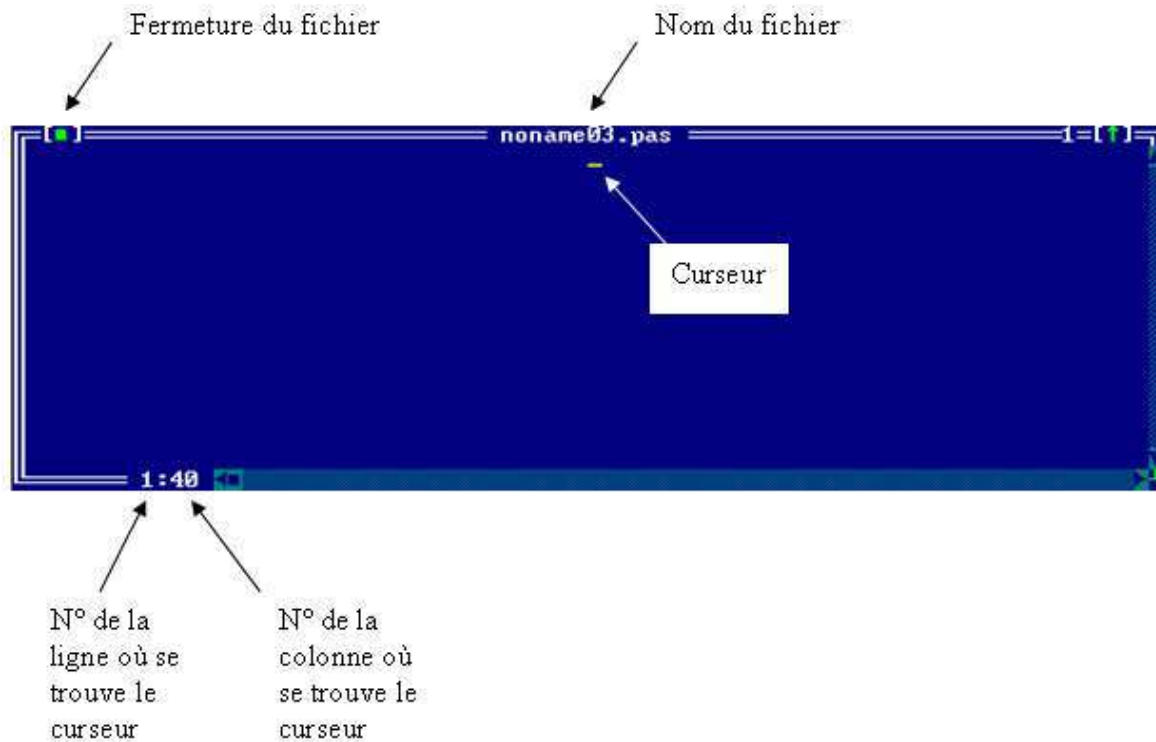 Fermeture du fichier
Nom du fichier
[■] noname03.pas 1=[↑]
Curseur
1:40
N° de la
ligne où se
trouve le
curseur
N° de la
colonne où
se trouve le
curseur